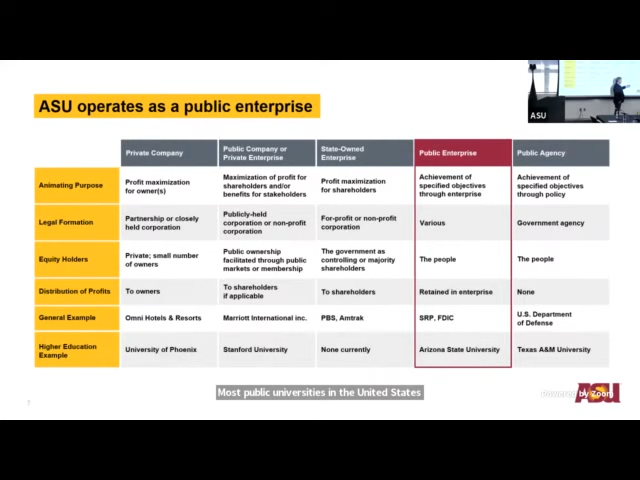 ASU
ASU operates as a public enterprise
Private Company
Public Company or
Private Enterprise
State-Owned
Enterprise
Public Enterprise
Public Agency
Animating Purpose
Profit maximization
for owner(s)
Maximization of profit for
shareholders and/or
benefits for stakeholders
Profit maximization
for shareholders
Achievement of
specified objectives
through enterprise
Achievement of
specified objectives
through policy
Legal Formation
Partnership or closely
held corporation
Publicly-held
corporation or non-profit
corporation
For-profit or non-profit
corporation
Various
Government agency
Equity Holders
Private; small number
of owners
Public ownership
facilitated through public
markets or membership
The government as
controlling or majority
shareholders
The people
The people
Distribution of Profits
To owners
To shareholders
if applicable
To shareholders
Retained in enterprise
None
General Example
Omni Hotels & Resorts
Marriott International inc.
PBS, Amtrak
SRP, FDIC
U.S. Department
of Defense
Higher Education
Example
University of Phoenix
Stanford University
None currently
Arizona State University
Texas A&M University
Most public universities in the United States
Powered by Zoom
ASU